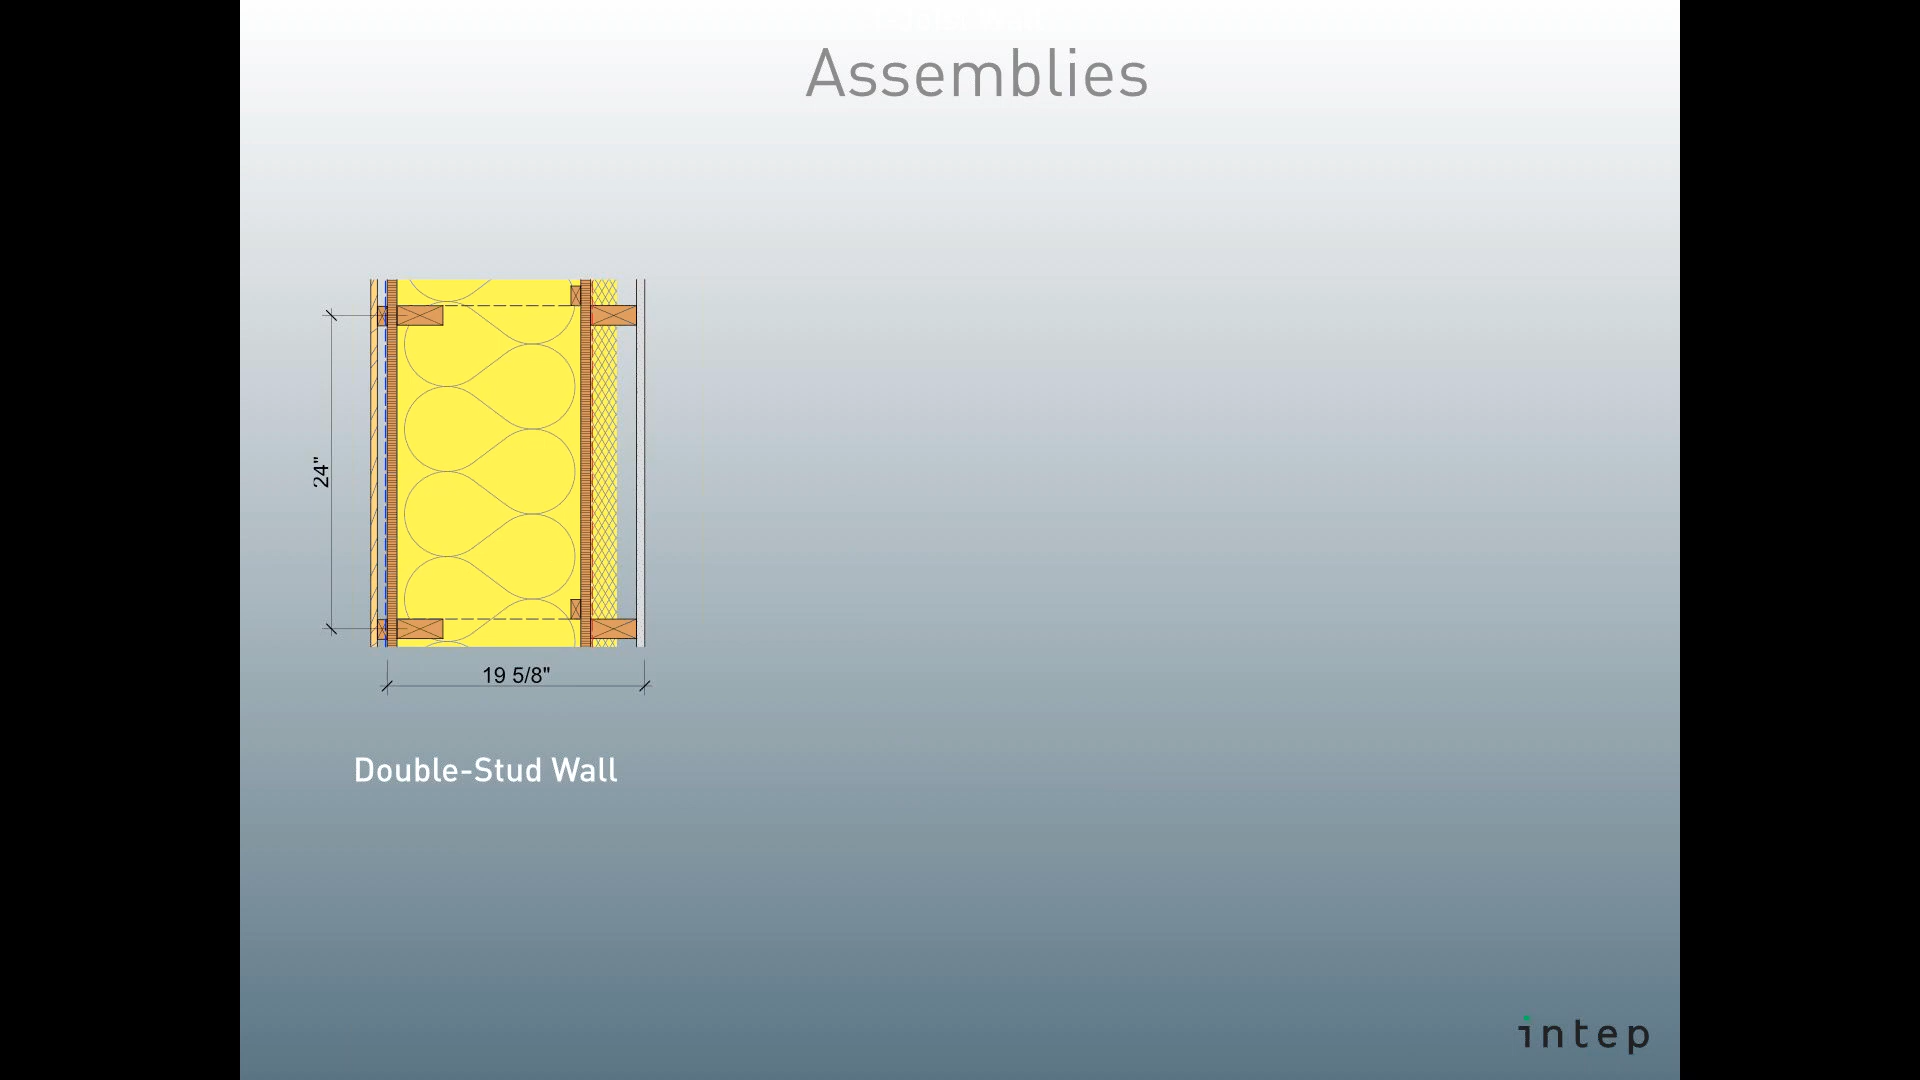 Assemblies
24"
19 5/8"
Double-Stud Wall
intep